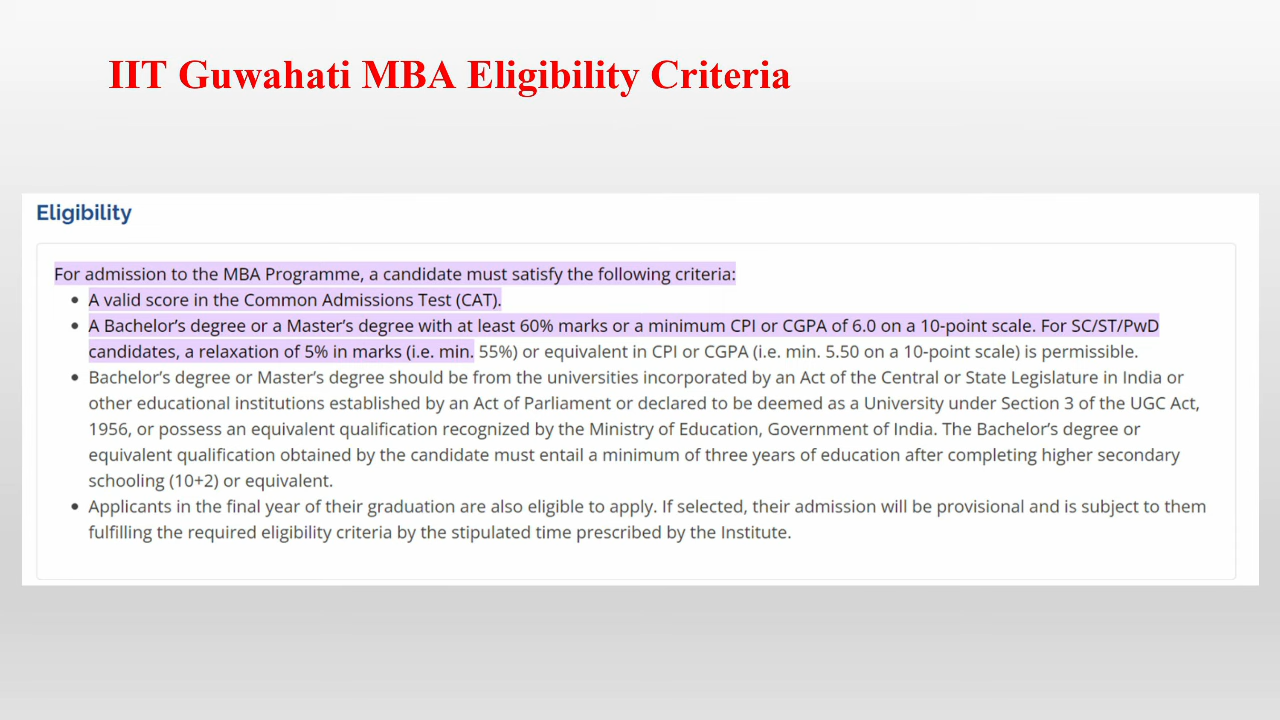 IIT Guwahati MBA Eligibility Criteria
Eligibility
For admission to the MBA Programme, a candidate must satisfy the following criteria:
• A valid score in the Common Admissions Test (CAT).
• A Bachelor’s degree or a Master’s degree with at least 60% marks or a minimum CPI or CGPA of 6.0 on a 10-point scale. For SC/ST/PwD
candidates, a relaxation of 5% in marks (i.e. min. 55%) or equivalent in CPI or CGPA (i.e. min. 5.50 on a 10-point scale) is permissible.
• Bachelor’s degree or Master’s degree should be from the universities incorporated by an Act of the Central or State Legislature in India or
other educational institutions established by an Act of Parliament or declared to be deemed as a University under Section 3 of the UGC Act,
1956, or possess an equivalent qualification recognized by the Ministry of Education, Government of India. The Bachelor’s degree or
equivalent qualification obtained by the candidate must entail a minimum of three years of education after completing higher secondary
schooling (10+2) or equivalent.
• Applicants in the final year of their graduation are also eligible to apply. If selected, their admission will be provisional and is subject to them
fulfilling the required eligibility criteria by the stipulated time prescribed by the Institute.